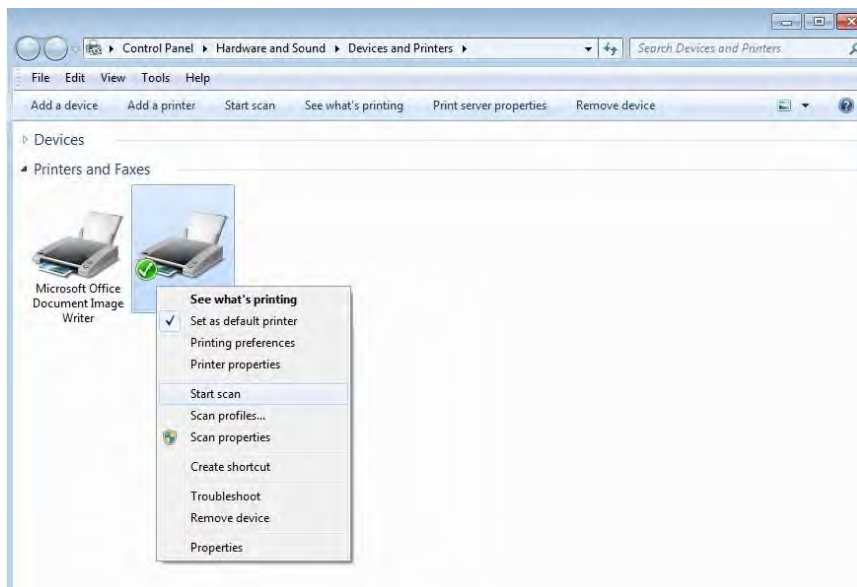 Control Panel Hardware and Sound Devices and Printers Search Devices and Printers
File Edit View Tools Help
Add a device Add a printer Start scan See what's printing Print server properties Remove device
Devices
Printers and Faxes
Microsoft Office
Document Image
Writer
See what's printing
Set as default printer
Printing preferences
Printer properties
Start scan
Scan profiles...
Scan properties
Create shortcut
Troubleshoot
Remove device
Properties